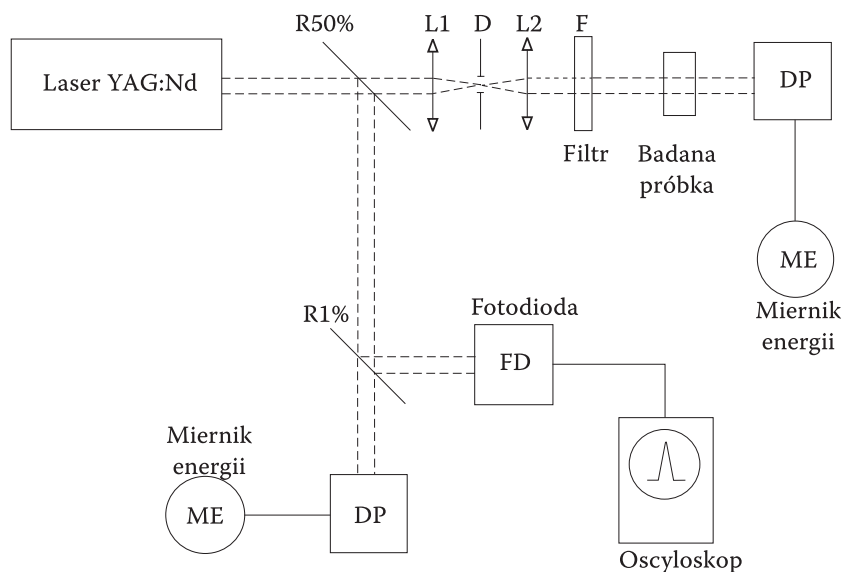 R50%
L1
D
L2
F
Laser YAG:Nd
DP
Filtr
Badana
próbka
ME
Miernik
energii
R1%
Fotodioda
FD
Miernik
energii
ME
DP
Oscyloskop